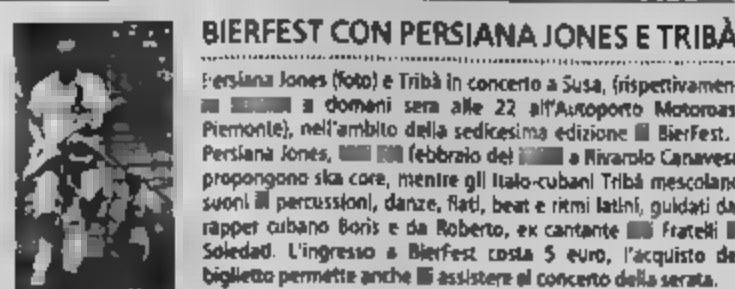 BIERFEST CON PERSIANA JONES E TRIBÀ
Persiana Jones (foto) e Tribà in concerto a Susa, (rispettivamen-
a domani sera alle 22 all'Autoporto Motoroas
Piemonte), nell'ambito della sedicesima edizione BierFest.
Persiana Jones, febbraio del a Rivarolo Canavese
propongono ska core, mentre gli italo-cubani Tribà mescolano
suoni percussioni, danze, fiati, beat e ritmi latini, guidati da
rapper cubano Boris e da Roberto, ex cantante Fratelli
Soledad. L'ingresso a BierFest costa 5 euro, l'acquisto de
biglietto permette anche assistere al concerto della serata.